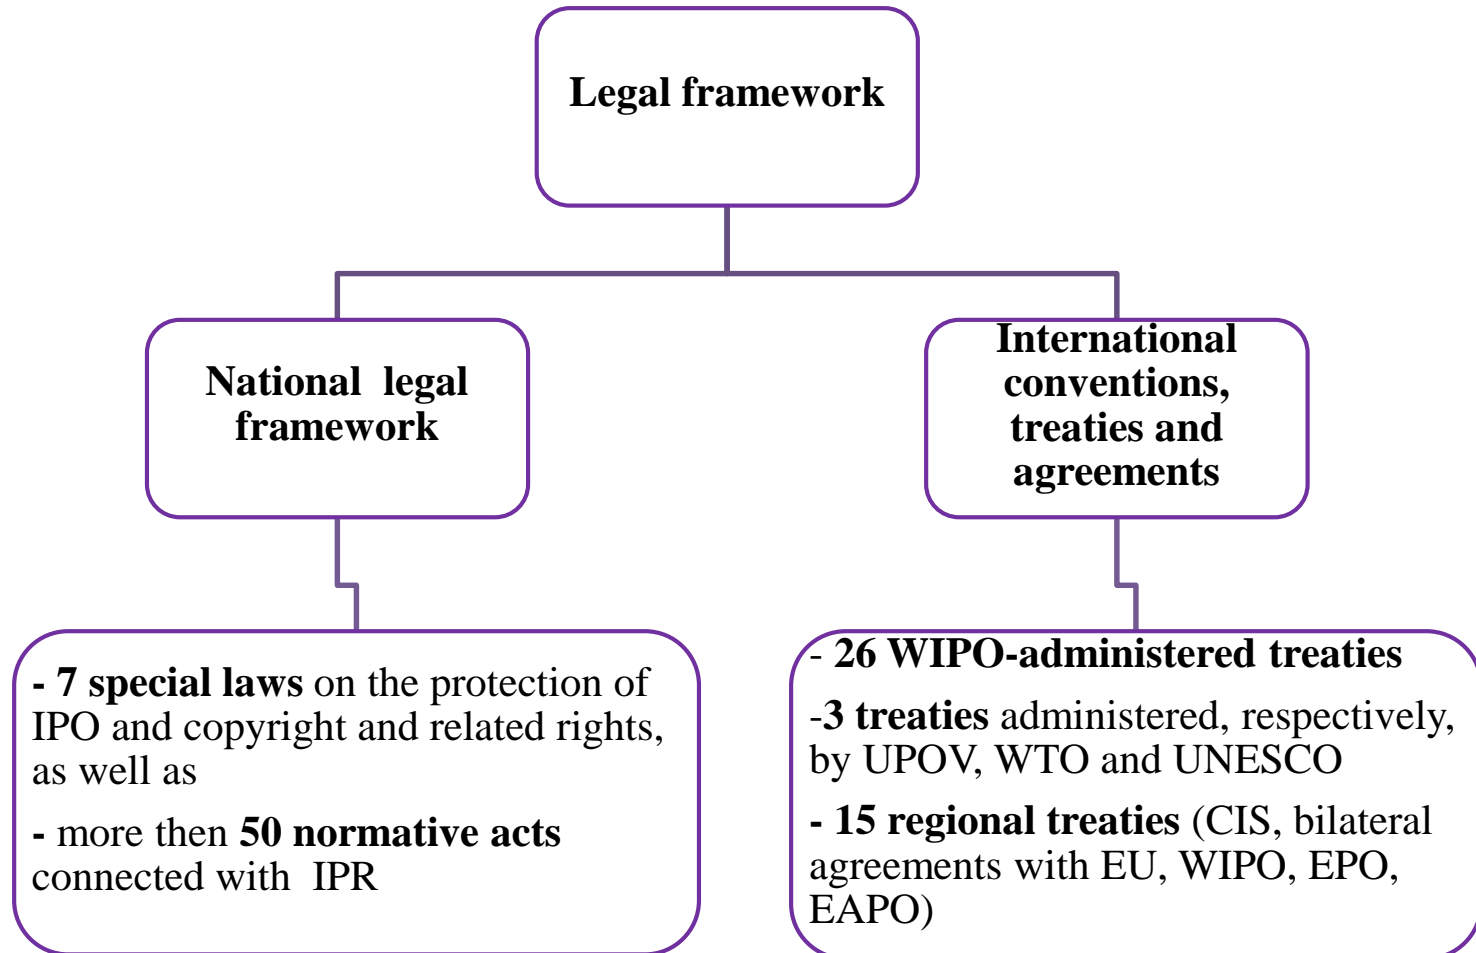 Legal framework
National legal
framework
International
conventions,
treaties and
agreements
- 7 special laws on the protection of
IPO and copyright and related rights,
as well as
- more then 50 normative acts
connected with IPR
- 26 WIPO-administered treaties
-3 treaties administered, respectively,
by UPOV, WTO and UNESCO
- 15 regional treaties (CIS, bilateral
agreements with EU, WIPO, EPO,
EAPO)